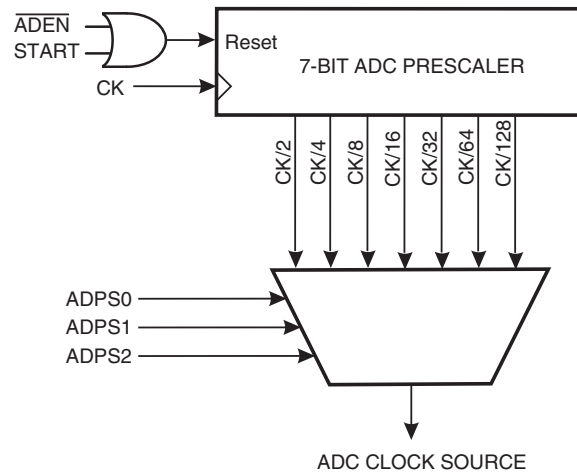 ADEN
START
Reset
7-BIT ADC PRESCALER
CK
CK/2
CK/4
CK/8
CK/16
CK/32
CK/64
CK/128
ADPS0
ADPS1
ADPS2
ADC CLOCK SOURCE